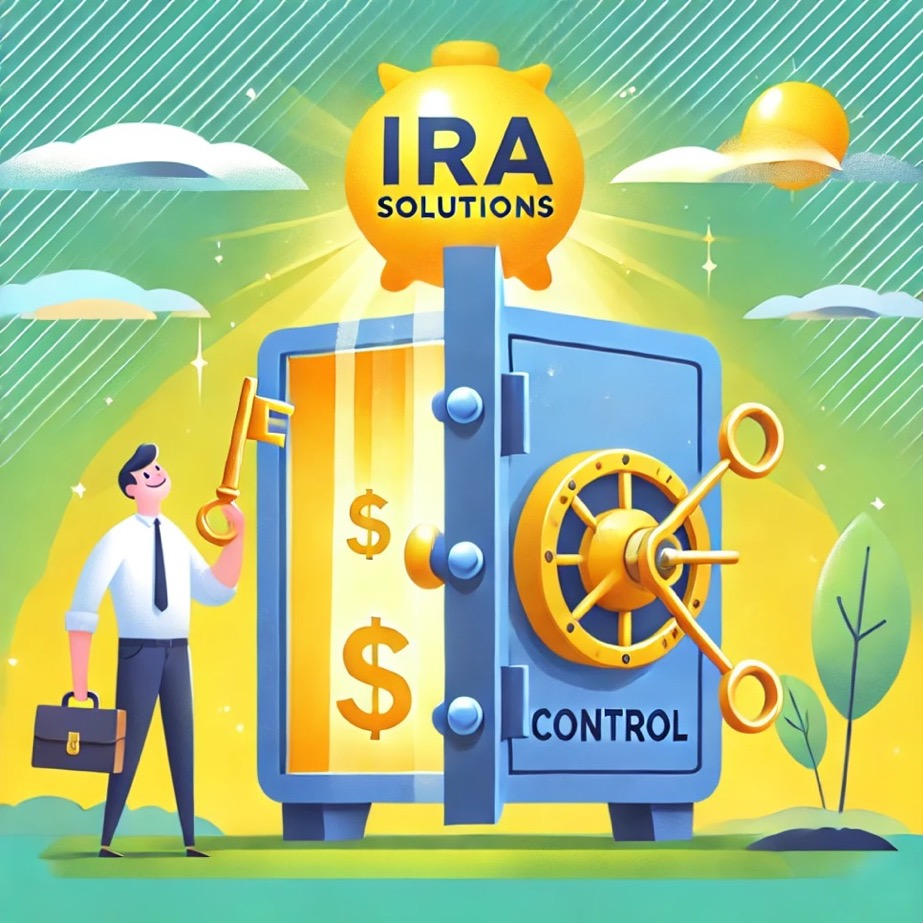 IRA
SOLUTIONS
$
$
CONTROL